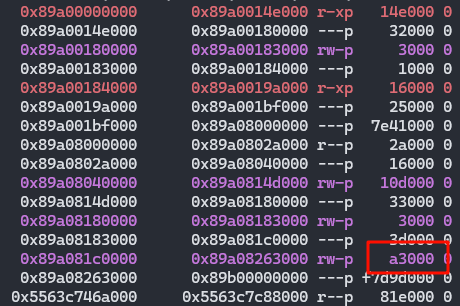 0x89a00000000 0x89a0014e000 r-xp 14e000 0
0x89a0014e000 0x89a00180000 ---p 32000 0
0x89a00180000 0x89a00183000 rw-p 3000 0
0x89a00183000 0x89a00184000 ---p 1000 0
0x89a00184000 0x89a0019a000 r-xp 16000 0
0x89a0019a000 0x89a001bf000 ---p 25000 0
0x89a001bf000 0x89a08000000 ---p 7e41000 0
0x89a08000000 0x89a0802a000 r--p 2a000 0
0x89a0802a000 0x89a08040000 ---p 16000 0
0x89a08040000 0x89a0814d000 rw-p 10d000 0
0x89a0814d000 0x89a08180000 ---p 33000 0
0x89a08180000 0x89a08183000 rw-p 3000 0
0x89a08183000 0x89a081c0000 ---p 3d000 0
0x89a081c0000 0x89a08263000 rw-p a3000 0
0x89a08263000 0x89b00000000 ---p f7d9d000 0
0x5563c746a000 0x5563c7c88000 r--p 81e000 0